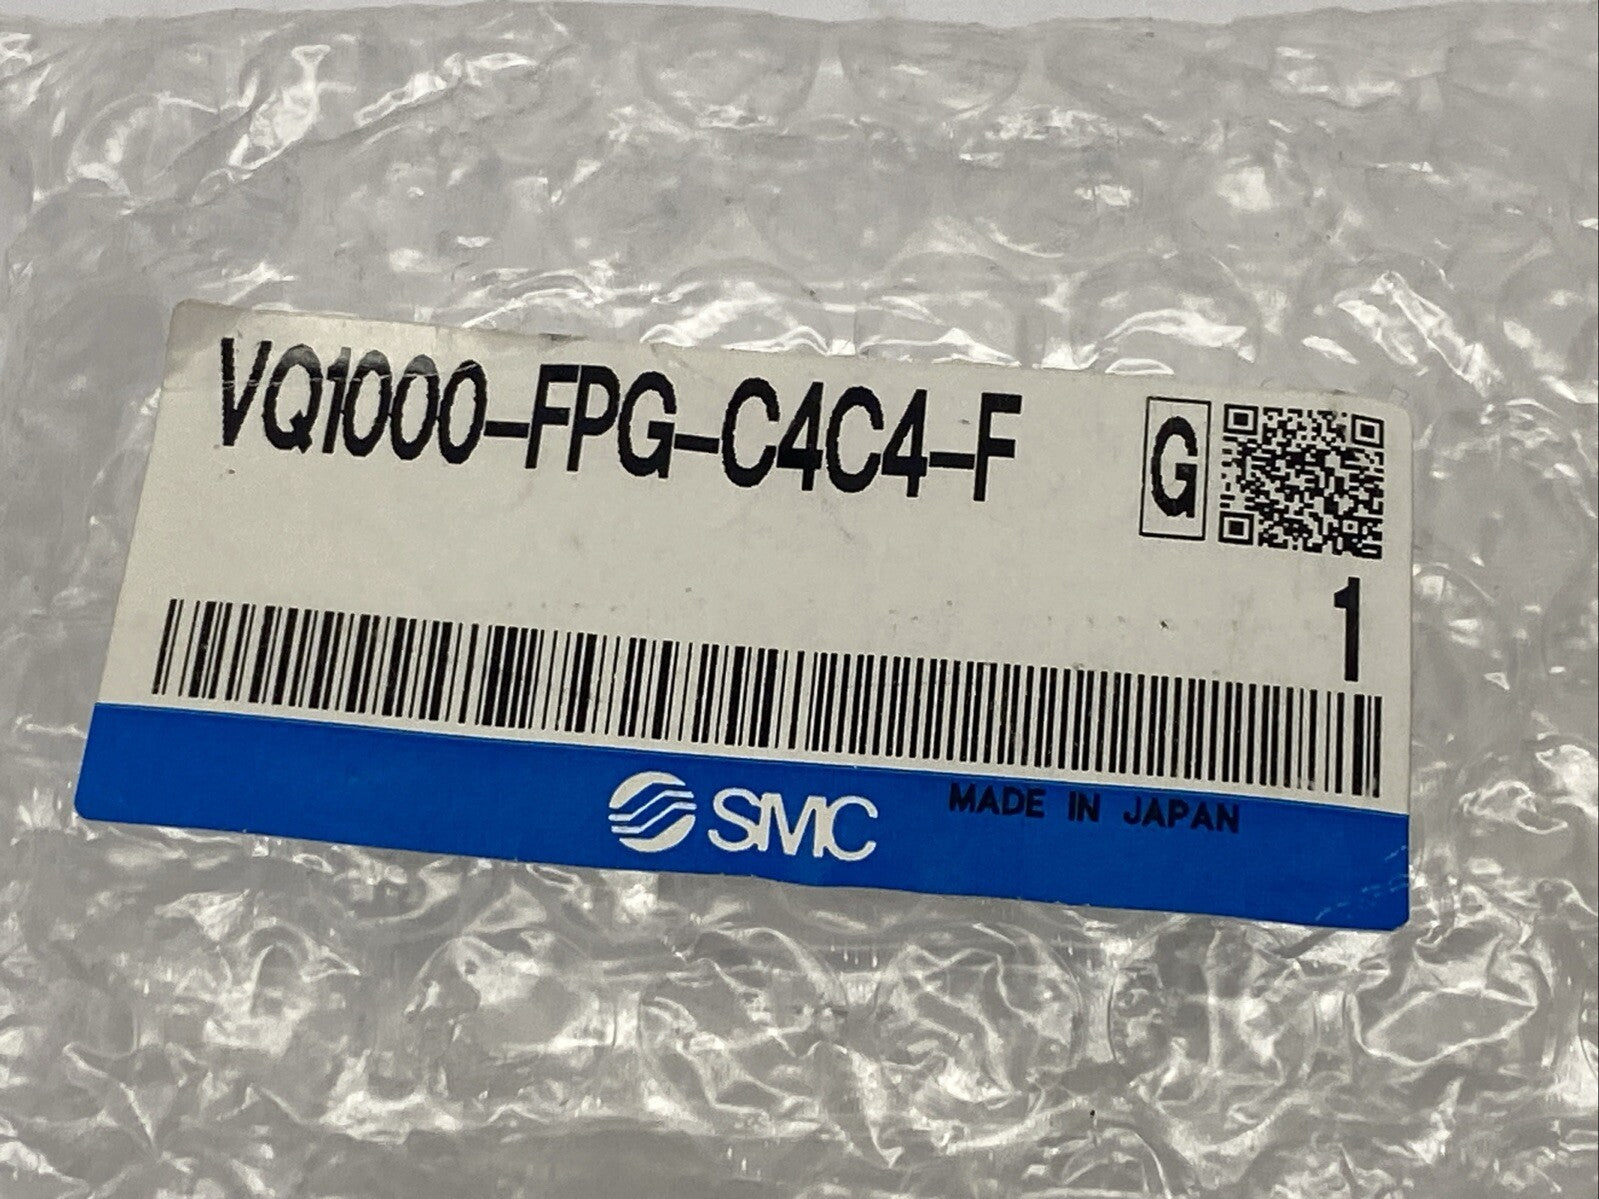 VQ1000-FPG-C4C4-F
G
1
SMC
MADE IN JAPAN